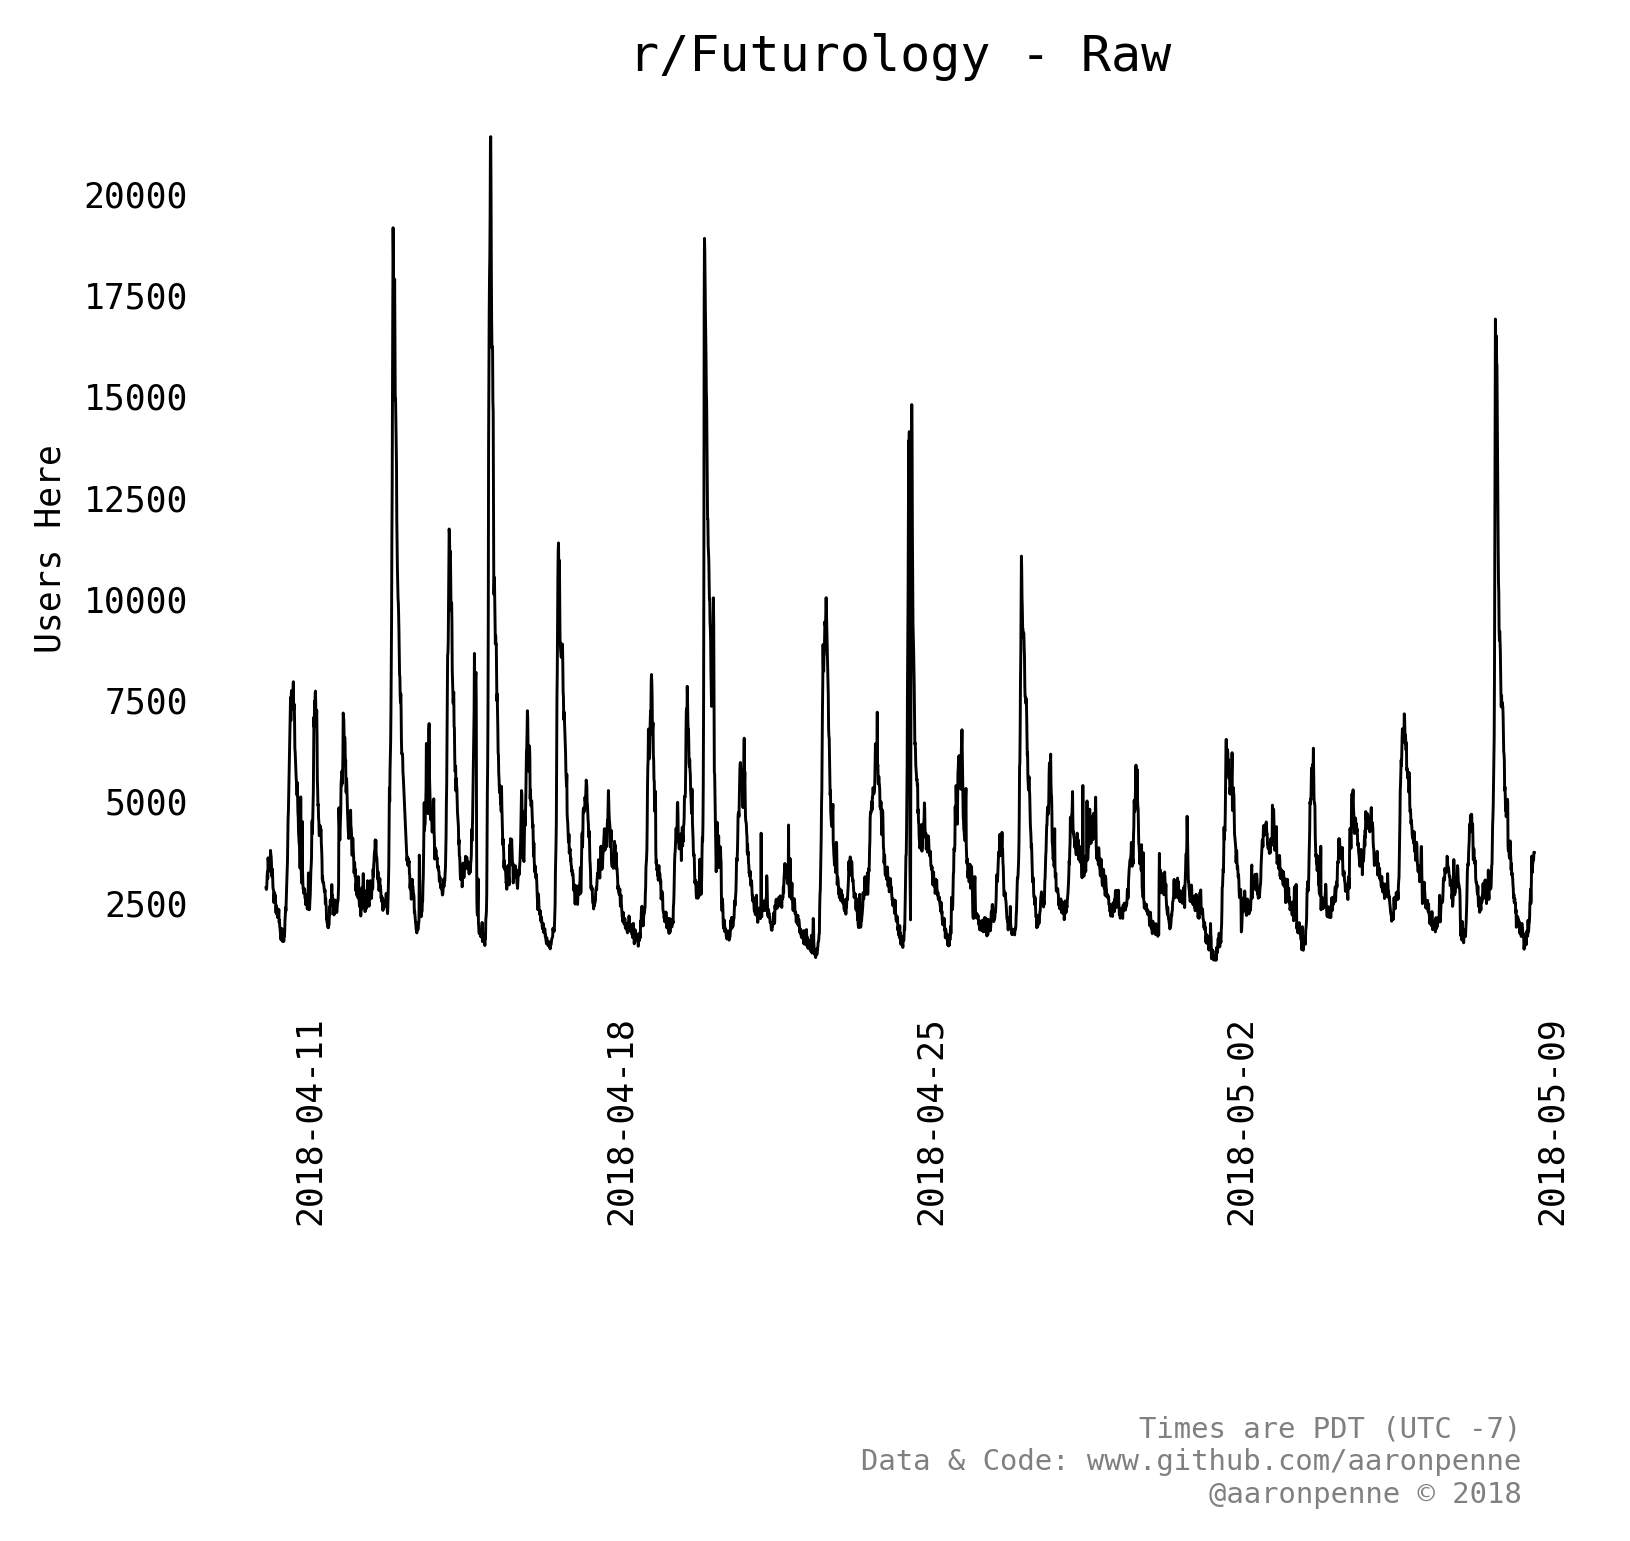 r/Futurology - Raw
Users Here
20000
17500
15000
12500
10000
7500
5000
2500
2018-04-11
2018-04-18
2018-04-25
2018-05-02
2018-05-09
Times are PDT (UTC -7)
Data & Code: www.github.com/aaronpenne
@aaronpenne © 2018